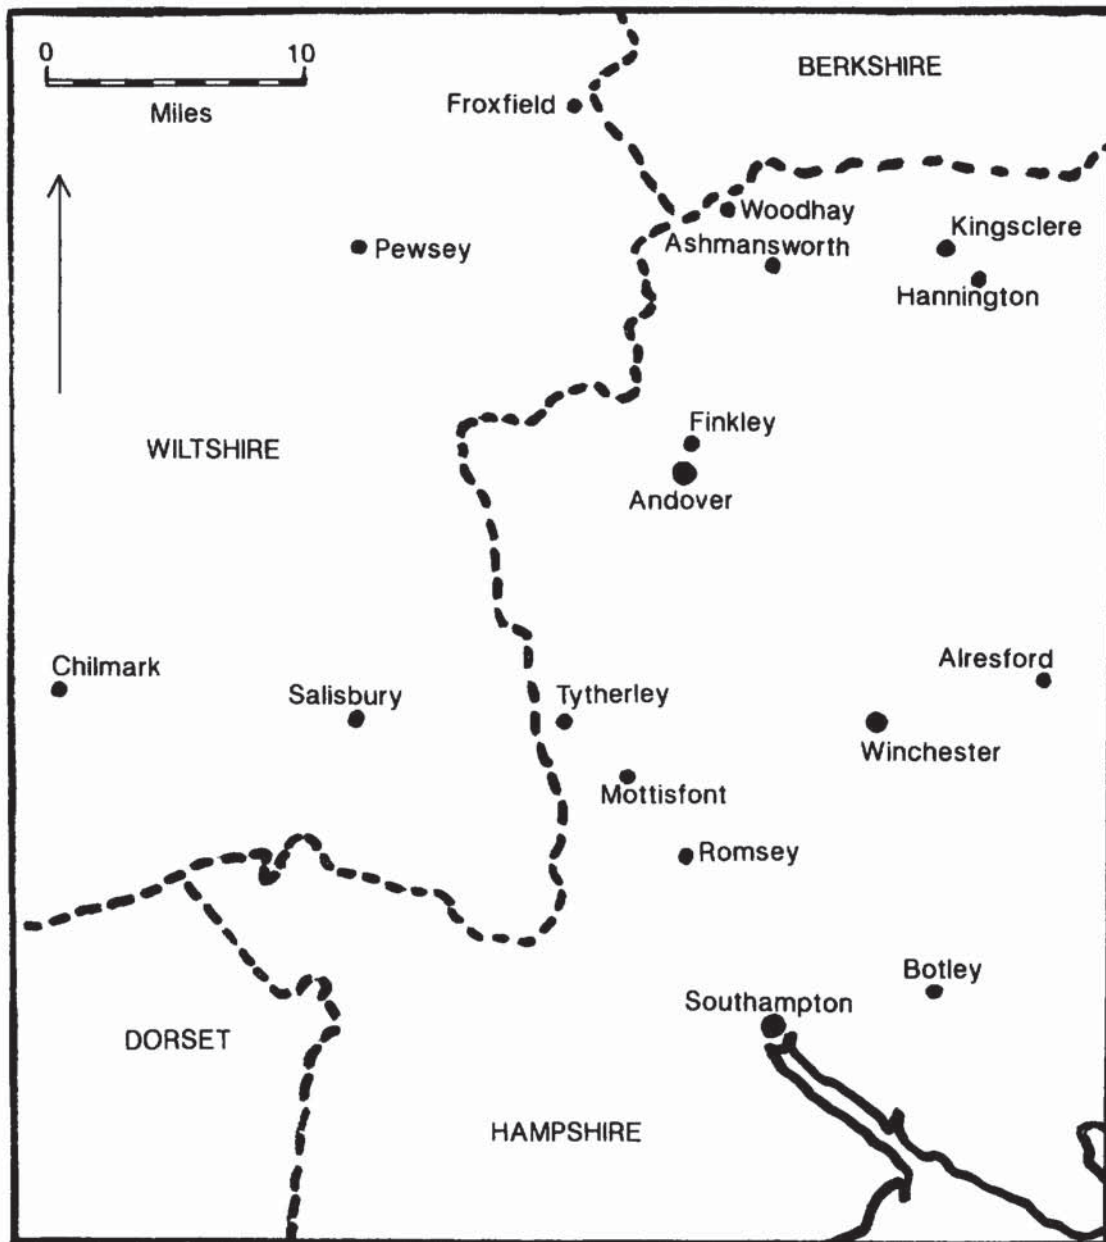 0 10
Miles
BERKSHIRE
Froxfield
Woodhay
Pewsey
Ashmansworth
Kingsclere
Hannington
WILTSHIRE
Finkley
Andover
Chilmark
Salisbury
Tytherley
Alresford
Winchester
Mottisfont
Romsey
Botley
Southampton
DORSET
HAMPSHIRE